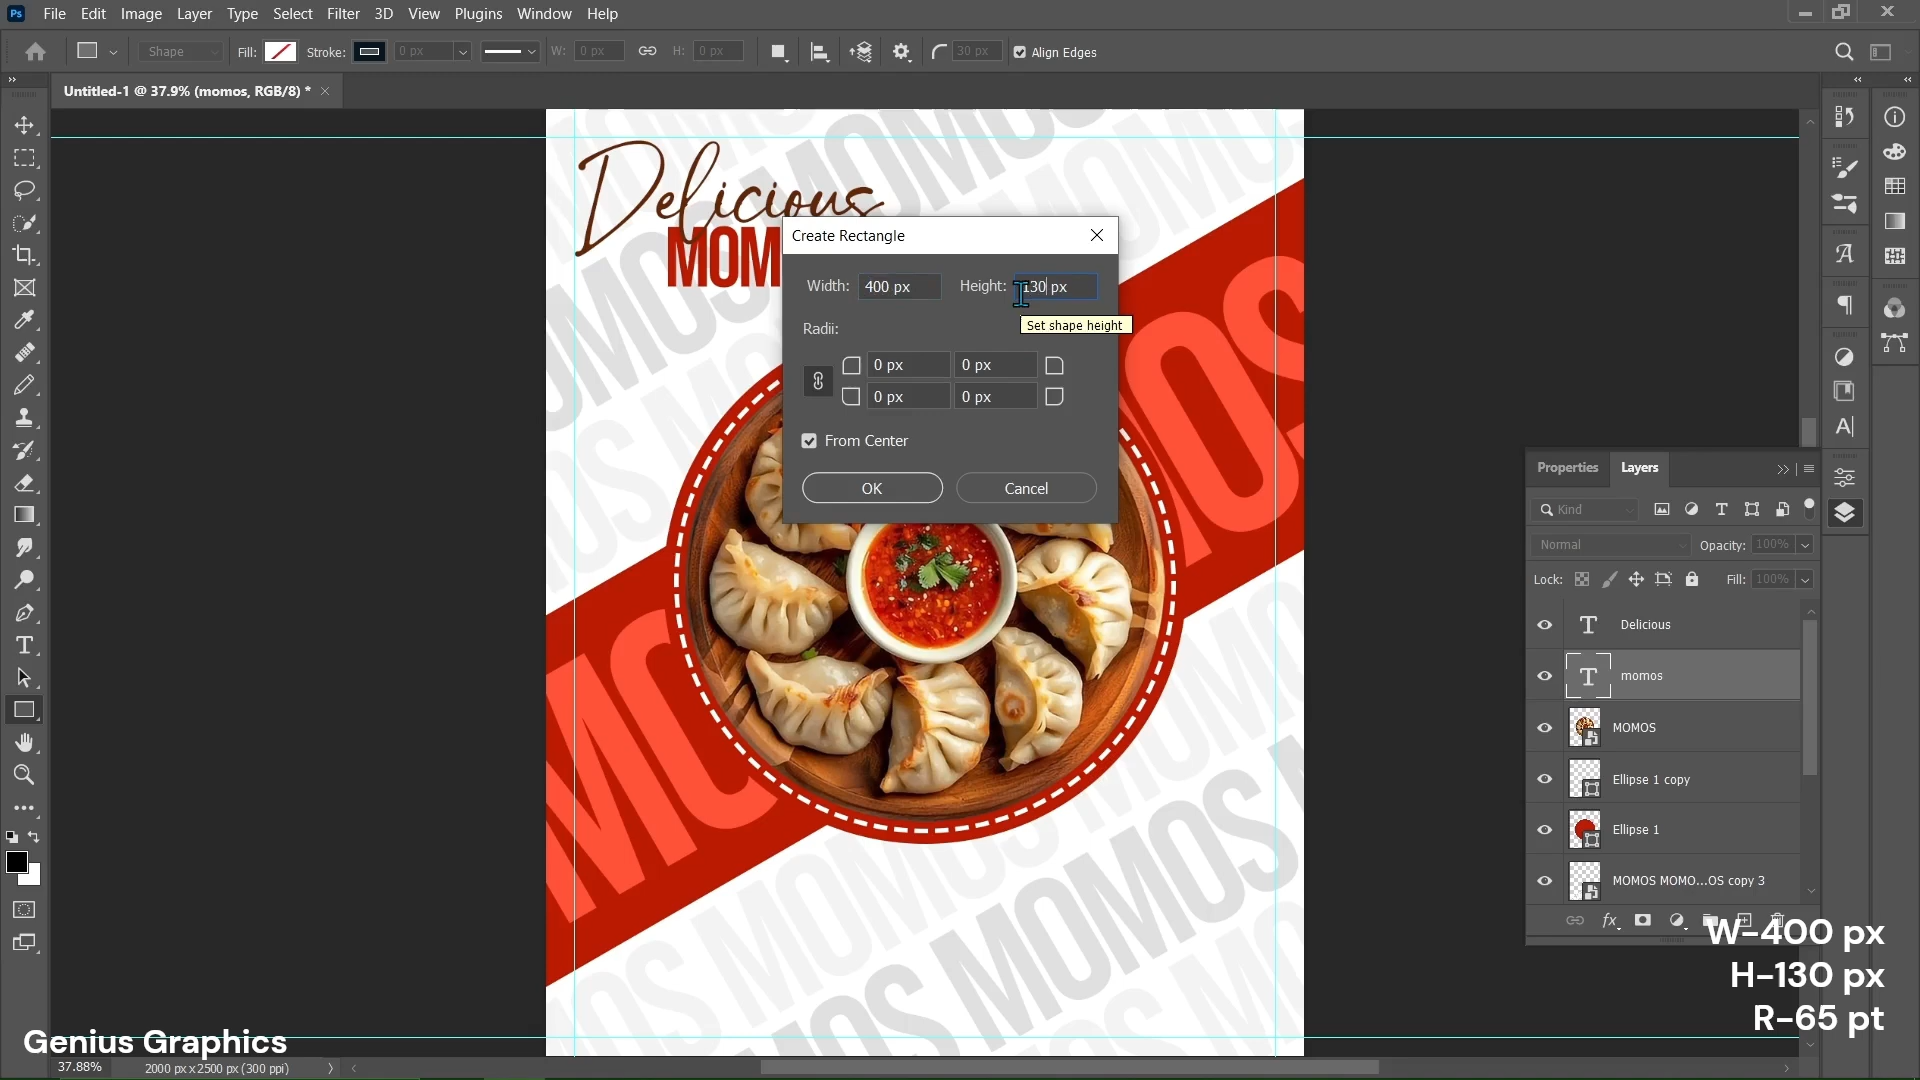 Ps File Edit Image Layer Type Select Filter 3D View Plugins Window Help
Shape Fill: Stroke: 0 px W: 0 px H: 0 px 30 px Align Edges
Untitled-1 @ 37.9% (momos, RGB/8) *
Delicious
MOM
MOMOS
Create Rectangle
Width: 400 px Height: 130 px
Set shape height
Radii:
0 px 0 px
0 px 0 px
From Center
OK Cancel
Properties Layers
Kind
Normal Opacity: 100%
Lock: Fill: 100%
Delicious
momos
MOMOS
Ellipse 1 copy
Ellipse 1
MOMOS MOMO...OS copy 3
fx
W-400 px
H-130 px
R-65 pt
MOMOS MOMOS
Genius Graphics
37.88% 2000 px x 2500 px (300 ppi)